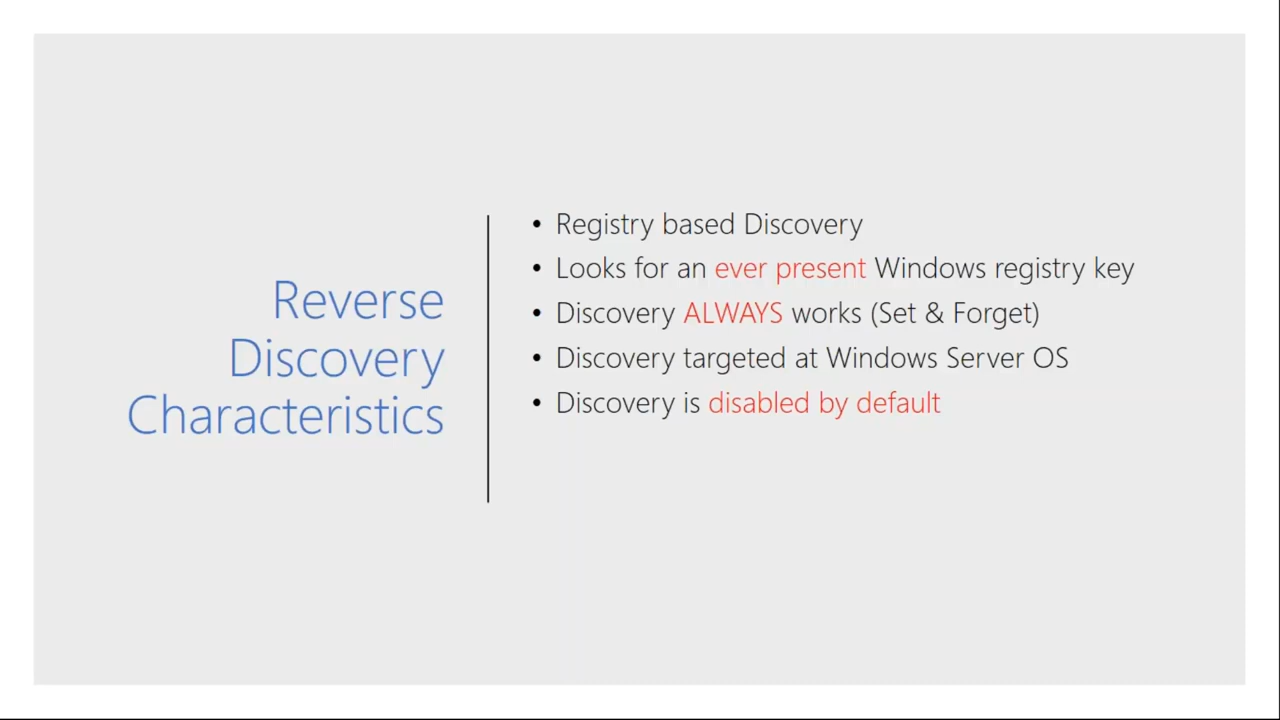 Reverse
Discovery
Characteristics
• Registry based Discovery
• Looks for an ever present Windows registry key
• Discovery ALWAYS works (Set & Forget)
• Discovery targeted at Windows Server OS
• Discovery is disabled by default